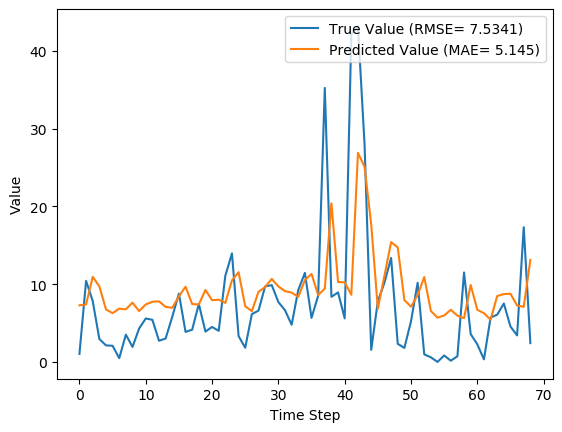 True Value (RMSE= 7.5341)
Predicted Value (MAE= 5.145)
40
30
20
10
0
Value
0 10 20 30 40 50 60 70
Time Step